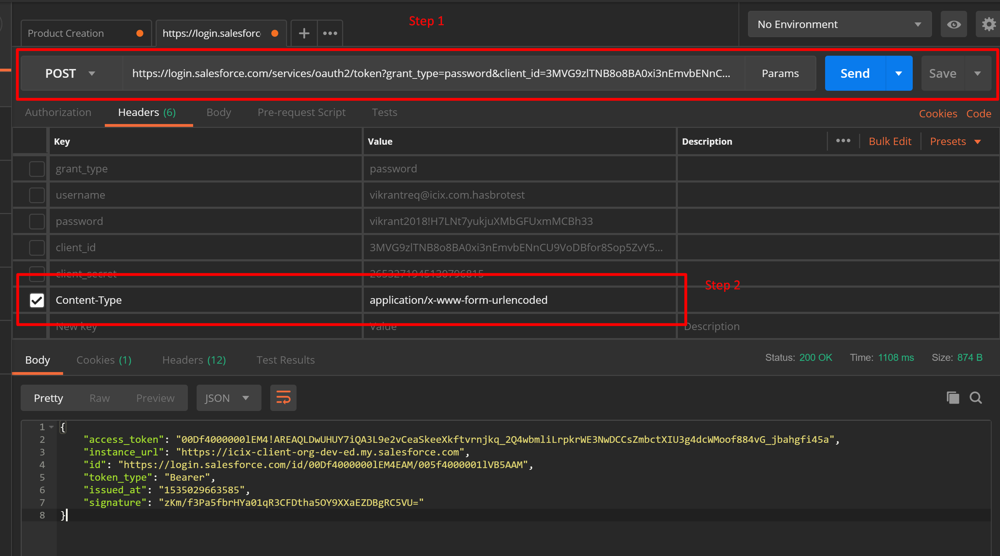 Step 1
Product Creation
https://login.salesforc
No Environment
POST
https://login.salesforce.com/services/oauth2/token?grant_type=password&client_id=3MVG9zlTNB8o8BA0xi3nEmvbENnC...
Params
Send
Save
Authorization
Headers (6)
Body
Pre-request Script
Tests
Cookies
Code
Key
Value
Description
Bulk Edit
Presets
grant_type
password
username
vikrantreq@icix.com.hasbrotest
password
vikrant2018!H7LNt7yukjuXMbGFUxmMCBh33
client_id
3MVG9zlTNB8o8BA0xi3nEmvbENnCU9VoDBfor8Sop5ZvY5...
client_secret
2653271945130796815
Step 2
Content-Type
application/x-www-form-urlencoded
New key
Value
Description
Body
Cookies (1)
Headers (12)
Test Results
Status: 200 OK
Time: 1108 ms
Size: 874 B
Pretty
Raw
Preview
JSON
1 {
2 "access_token": "00Df4000000lEM4!AREAQLDwUHUY7iQA3L9e2vCeaSkeeXkftvrnjkq_2Q4wbmliLrpkrWE3NwDCCsZmbctXIU3g4dcWMoof884vG_jbahgfi45a",
3 "instance_url": "https://icix-client-org-dev-ed.my.salesforce.com",
4 "id": "https://login.salesforce.com/id/00Df4000000lEM4EAM/005f4000001lVB5AAM",
5 "token_type": "Bearer",
6 "issued_at": "1535029663585",
7 "signature": "zKm/f3Pa5fbrHYa01qR3CFDtha5OY9XXaEZDBgRC5VU="
8 }